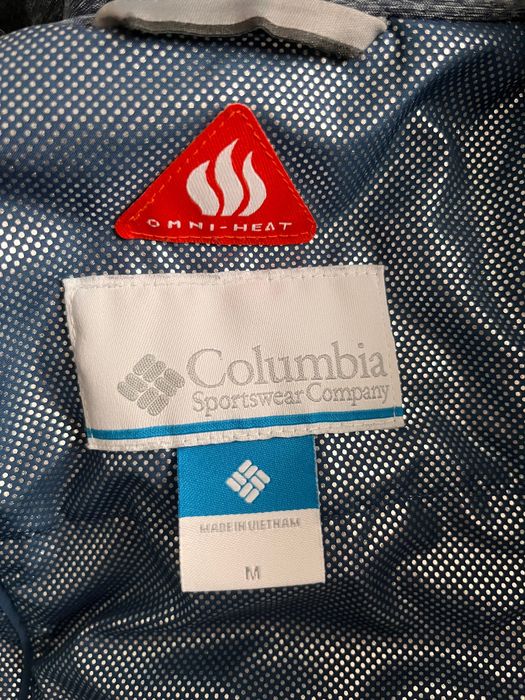 OMNI-HEAT
Columbia
Sportswear Company
MADE IN VIETNAM
M